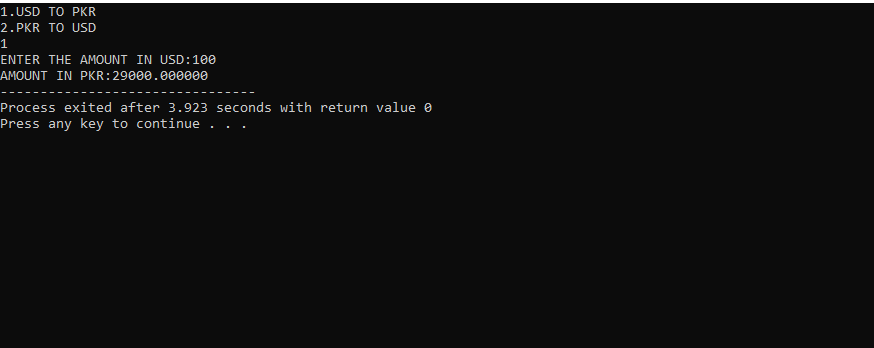 1.USD TO PKR
2.PKR TO USD
1
ENTER THE AMOUNT IN USD:100
AMOUNT IN PKR:29000.000000
--------------------------------
Process exited after 3.923 seconds with return value 0
Press any key to continue . . .